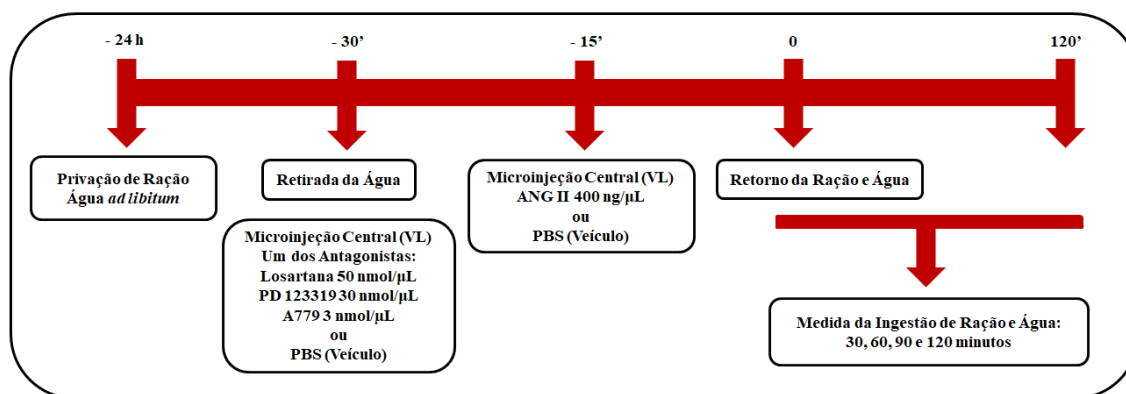 - 24 h
- 30’
- 15’
0
120’
Privação de Ração
Água ad libitum
Retirada da Água
Microinjeção Central (VL)
Um dos Antagonistas:
Losartana 50 nmol/µL
PD 123319 30 nmol/µL
A779 3 nmol/µL
ou
PBS (Veículo)
Microinjeção Central (VL)
ANG II 400 ng/µL
ou
PBS (Veículo)
Retorno da Ração e Água
Medida da Ingestão de Ração e Água:
30, 60, 90 e 120 minutos